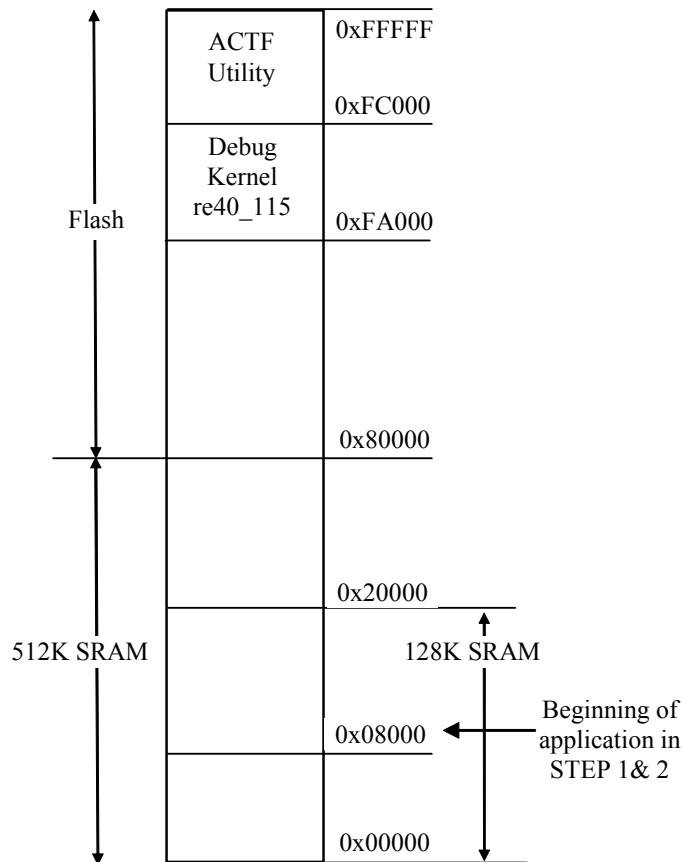 0xFFFFF
ACTF
Utility
0xFC000
Debug
Kernel
re40_115
Flash
0xFA000
0x80000
0x20000
512K SRAM
128K SRAM
Beginning of
application in
STEP 1& 2
0x08000
0x00000